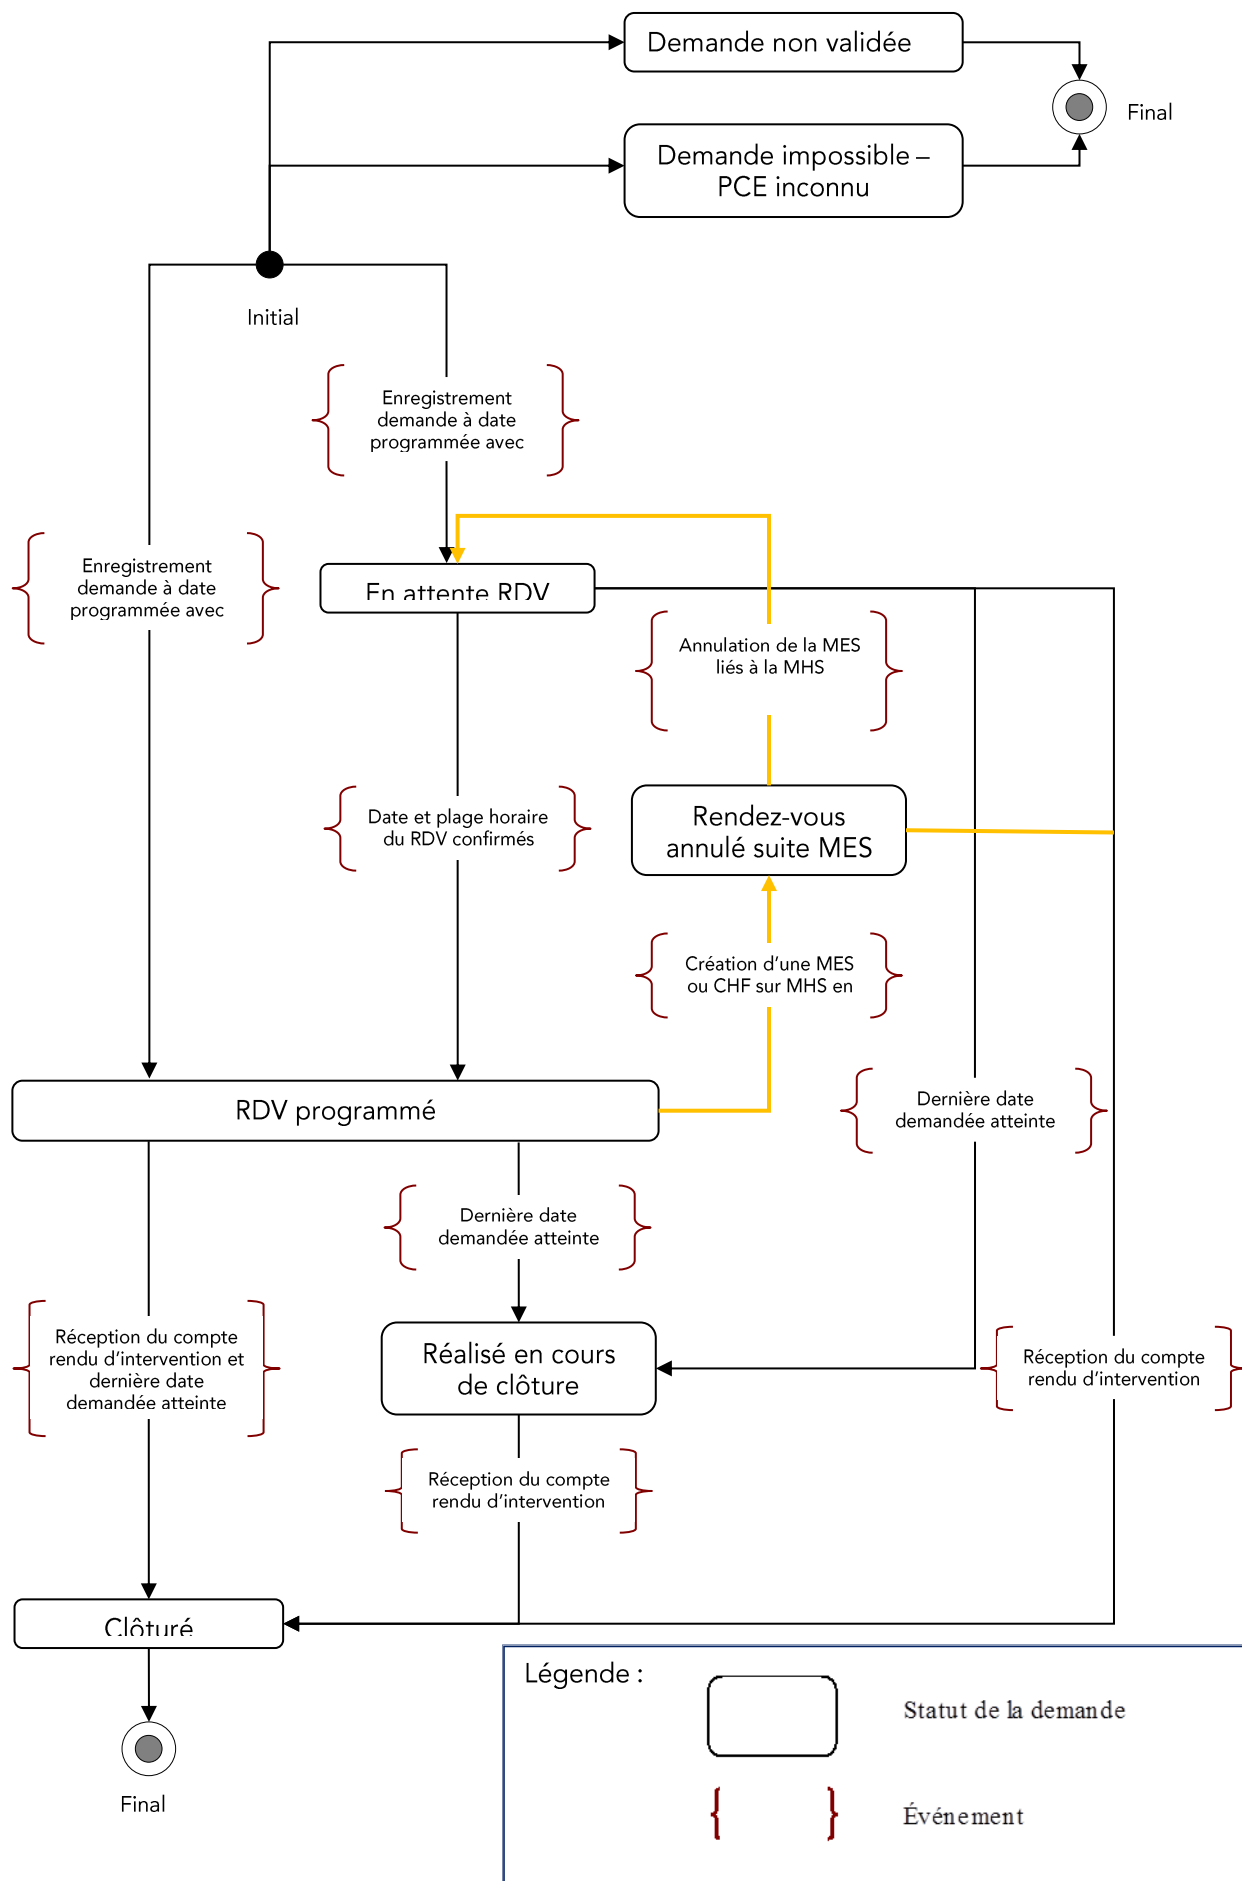 Demande non validée
Final
Demande impossible –
PCE inconnu
Initial
Enregistrement
demande à date
programmée avec
Enregistrement
demande à date
programmée avec
En attente RDV
Annulation de la MES
liés à la MHS
Date et plage horaire
du RDV confirmés
Rendez-vous
annulé suite MES
Création d'une MES
ou CHF sur MHS en
RDV programmé
Dernière date
demandée atteinte
Dernière date
demandée atteinte
Réception du compte
rendu d'intervention et
dernière date
demandée atteinte
Réalisé en cours
de clôture
Réception du compte
rendu d'intervention
Réception du compte
rendu d'intervention
Clôturé
Légende :
Statut de la demande
Final
Événement